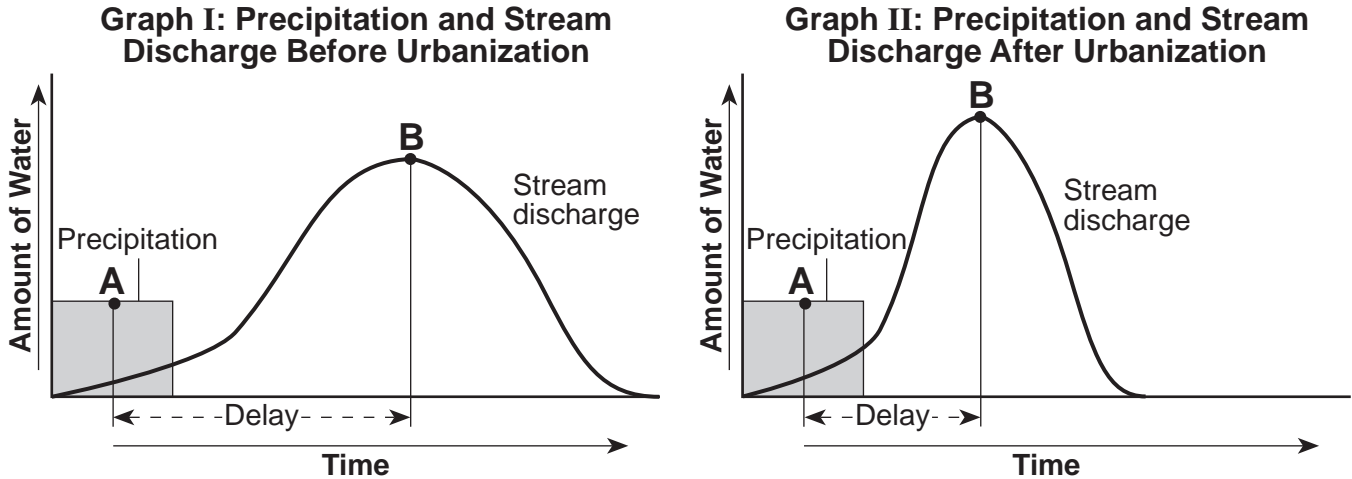 Graph I: Precipitation and Stream
Discharge Before Urbanization
Amount of Water
B
Stream
discharge
Precipitation
A
Delay
Time
Graph II: Precipitation and Stream
Discharge After Urbanization
Amount of Water
B
Stream
discharge
Precipitation
A
Delay
Time